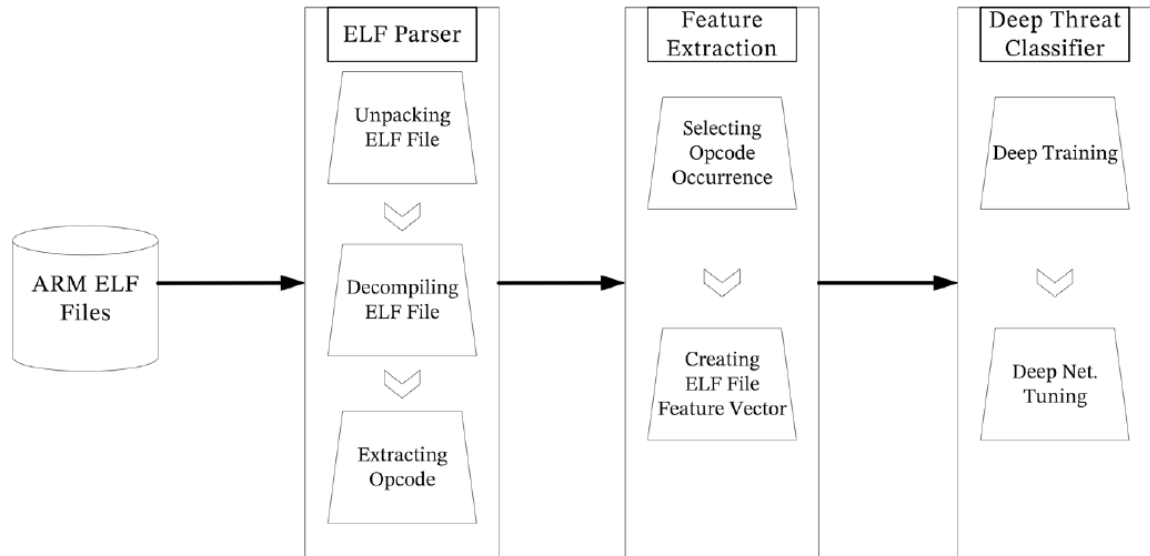 ARM ELF
Files
ELF Parser
Unpacking
ELF File
Decompiling
ELF File
Extracting
Opcode
Feature
Extraction
Selecting
Opcode
Occurrence
Creating
ELF File
Feature Vector
Deep Threat
Classifier
Deep Training
Deep Net.
Tuning